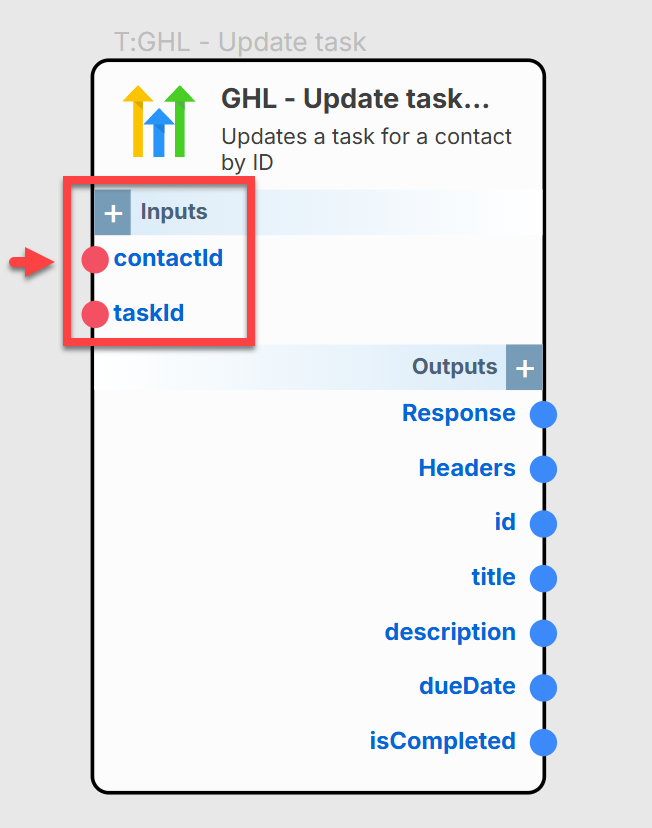 T:GHL - Update task
GHL - Update task...
Updates a task for a contact
by ID
+ Inputs
contactId
taskId
Outputs +
Response
Headers
id
title
description
dueDate
isCompleted